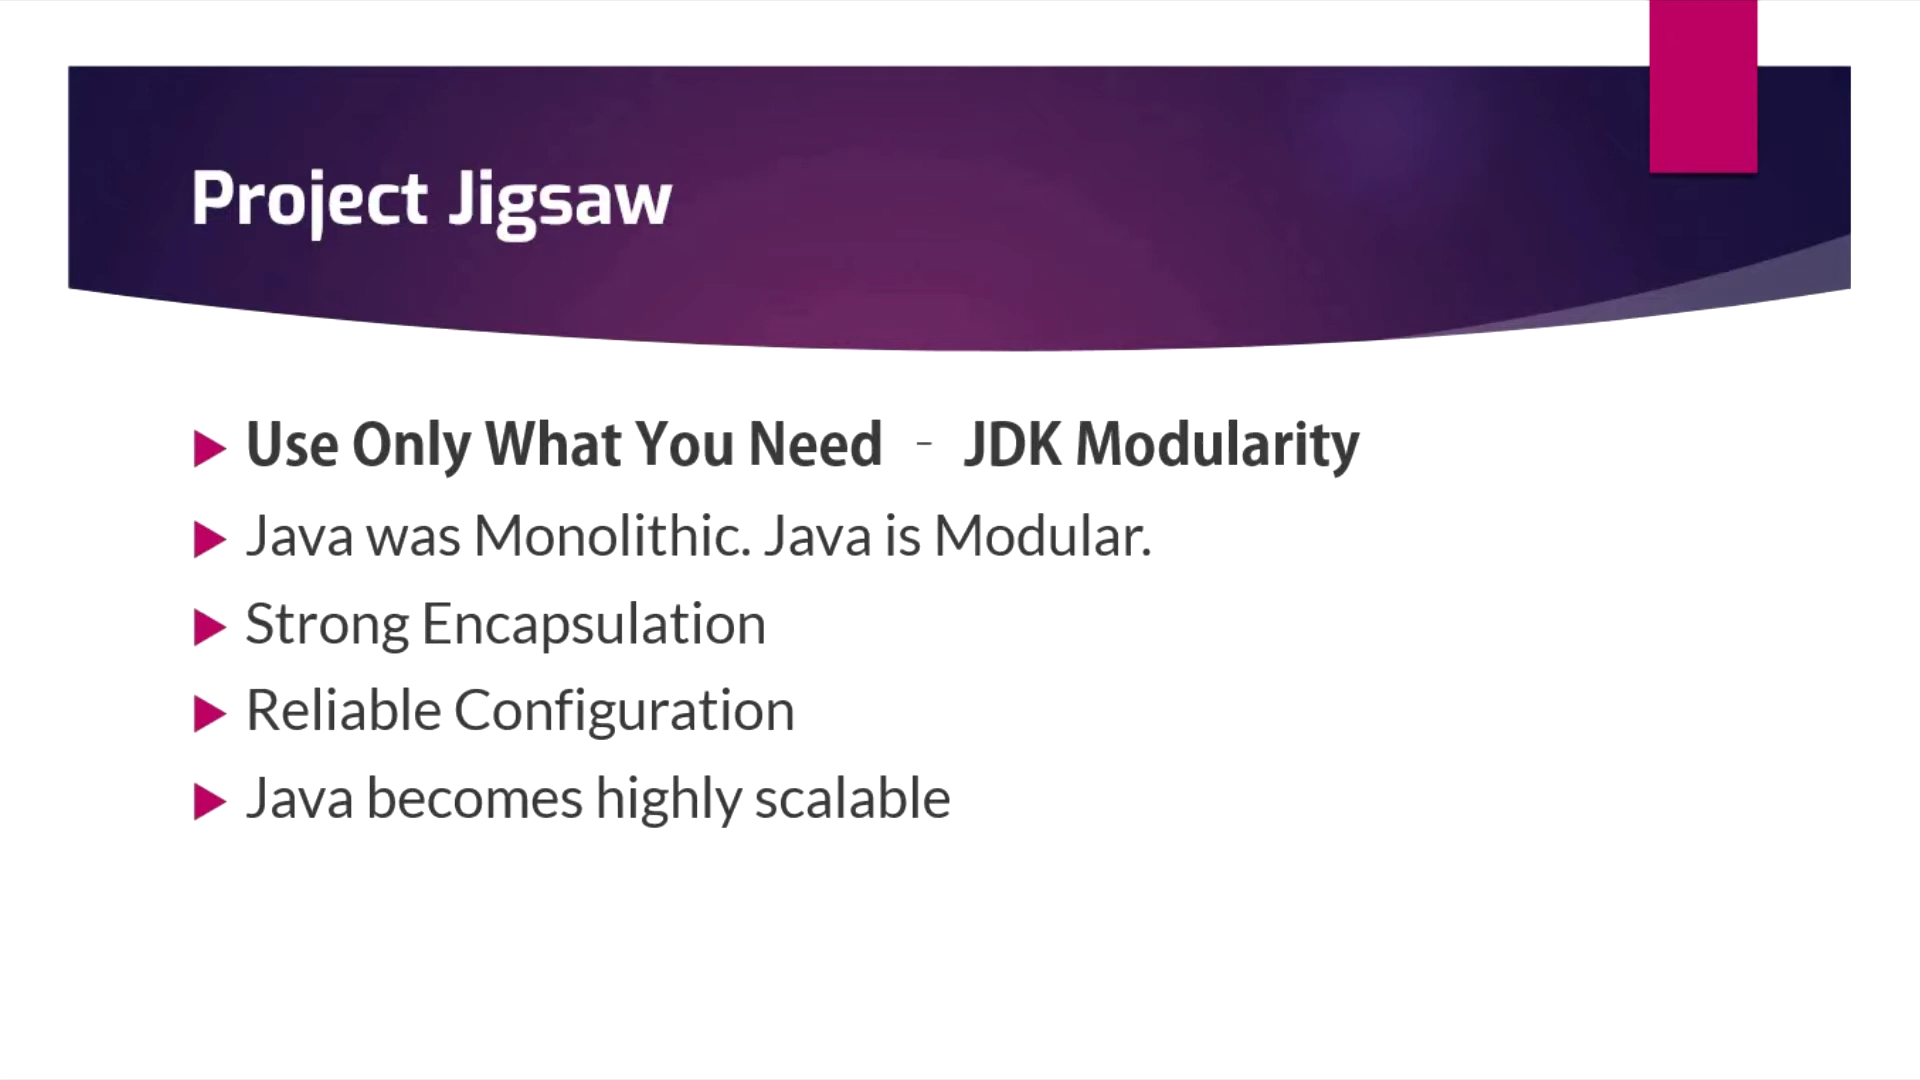 Project Jigsaw
Use Only What You Need - JDK Modularity
Java was Monolithic. Java is Modular.
Strong Encapsulation
Reliable Configuration
Java becomes highly scalable